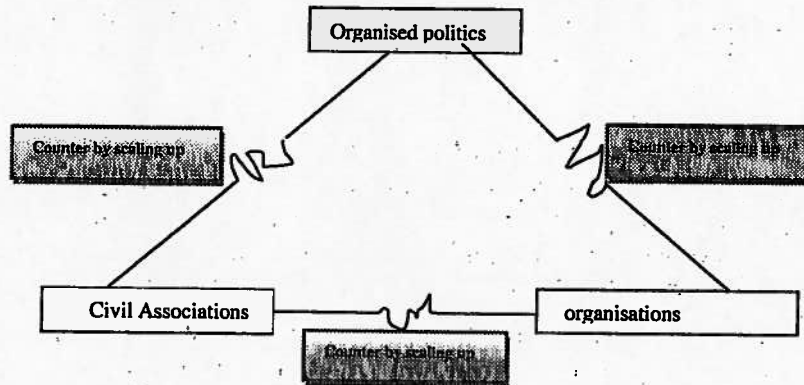 Organised politics
Counter by scaling up
Counter by scaling up
Civil Associations
organisations
Counter by scaling up